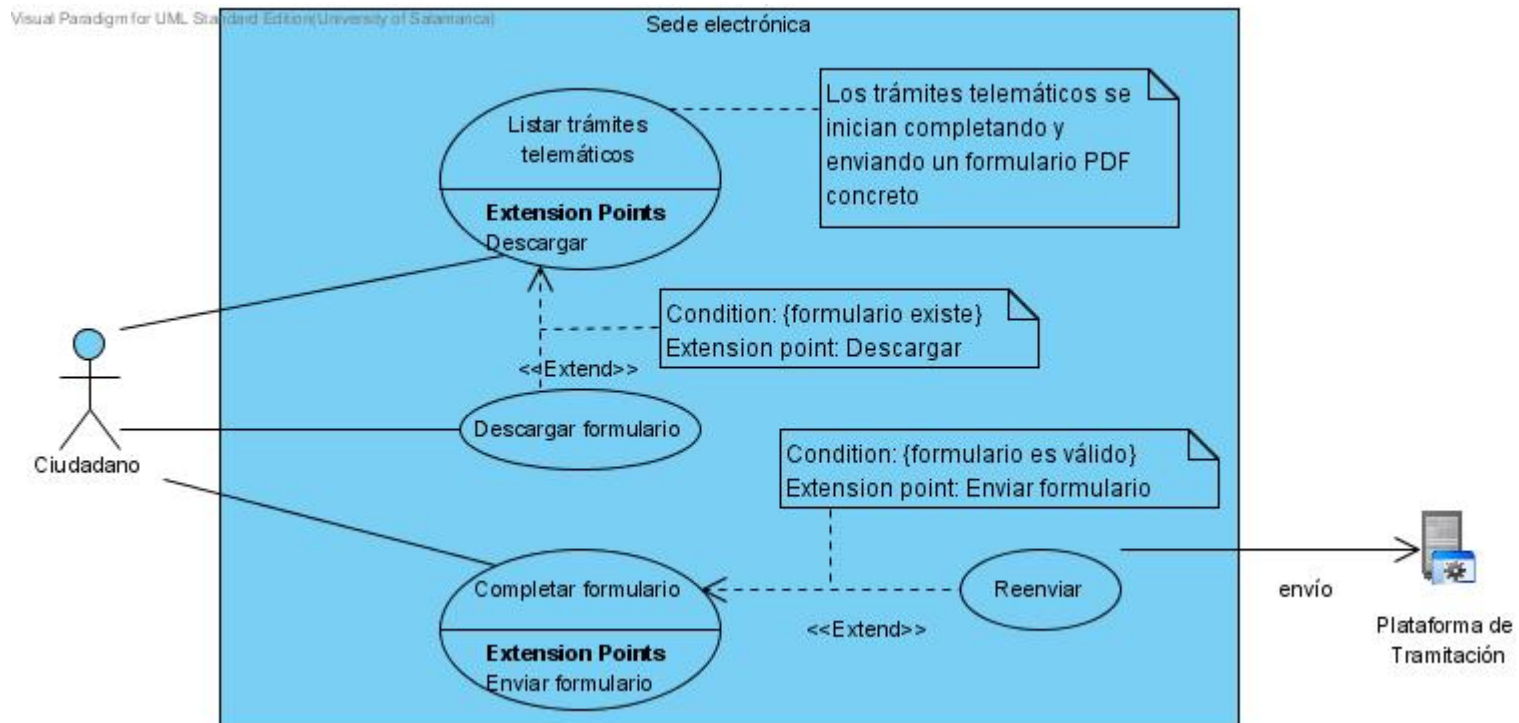 Visual Paradigm for UML Standard Edition(University of Salamanca)
Sede electrónica
Listar trámites
telemáticos
Extension Points
Descargar
Los trámites telemáticos se
inician completando y
enviando un formulario PDF
concreto
Condition: {formulario existe}
Extension point: Descargar
<<Extend>>
Descargar formulario
Ciudadano
Condition: {formulario es válido}
Extension point: Enviar formulario
Completar formulario
Extension Points
Enviar formulario
<<Extend>>
Reenviar
envío
Plataforma de
Tramitación